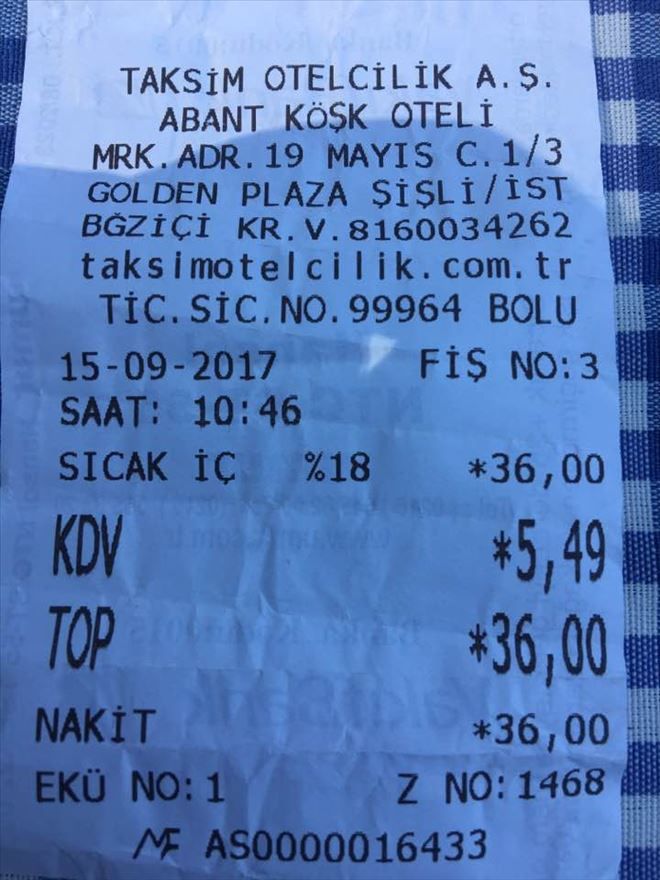 TAKSİM OTELCİLİK A.Ş.
ABANT KÖŞK OTELİ
MRK.ADR.19 MAYIS C.1/3
GOLDEN PLAZA ŞİŞLİ/İST
BĞZİÇİ KR.V.8160034262
taksimotelcilik.com.tr
TİC.SİC.NO.99964 BOLU
15-09-2017 FİŞ NO:3
SAAT: 10:46
SICAK İÇ %18 *36,00
KDV *5,49
TOP *36,00
NAKİT *36,00
EKÜ NO:1 Z NO:1468
MF AS0000016433